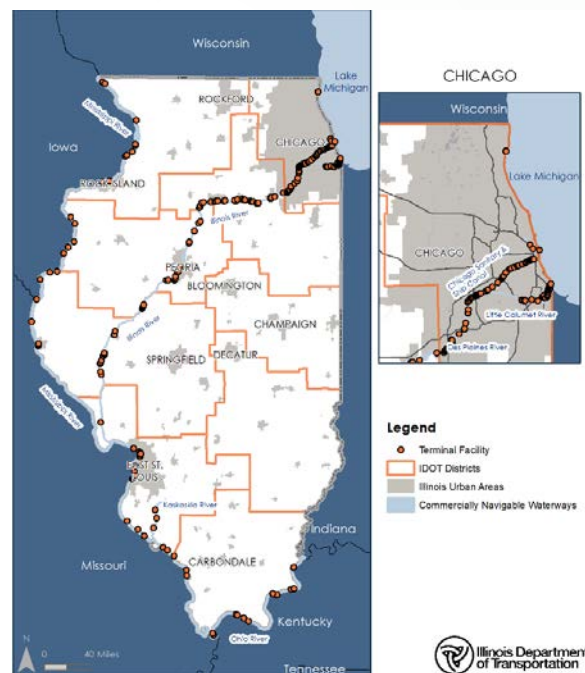 Wisconsin
Lake
Michigan
ROCKFORD
CHICAGO
Mississippi River
Iowa
ROCK ISLAND
Illinois River
PEORIA
BLOOMINGTON
CHAMPAIGN
Illinois River
SPRINGFIELD
DECATUR
Mississippi River
EAST ST.
LOUIS
Kaskaskia River
Indiana
CARBONDALE
Missouri
Kentucky
Ohio River
Tennessee
N
0 40 Miles
CHICAGO
Wisconsin
Lake Michigan
CHICAGO
Chicago Sanitary &
Ship Canal
Little Calumet River
Des Plaines River
Legend
Terminal Facility
IDOT Districts
Illinois Urban Areas
Commercially Navigable Waterways
Illinois Department
of Transportation